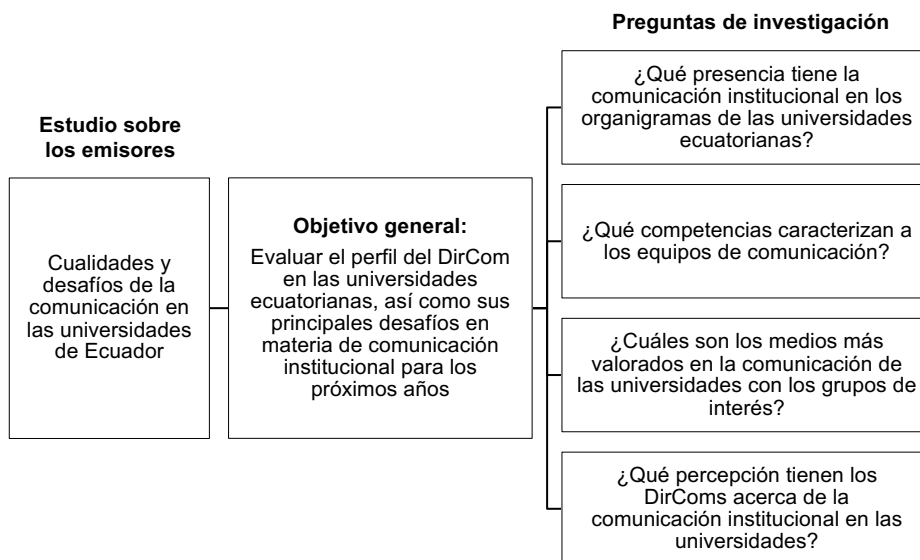 Estudio sobre
los emisores
Cualidades y
desafíos de la
comunicación en
las universidades
de Ecuador
Objetivo general:
Evaluar el perfil del DirCom
en las universidades
ecuatorianas, así como sus
principales desafíos en
materia de comunicación
institucional para los
próximos años
Preguntas de investigación
¿Qué presencia tiene la
comunicación institucional en los
organigramas de las universidades
ecuatorianas?
¿Qué competencias caracterizan a
los equipos de comunicación?
¿Cuáles son los medios más
valorados en la comunicación de
las universidades con los grupos de
interés?
¿Qué percepción tienen los
DirComs acerca de la
comunicación institucional en las
universidades?